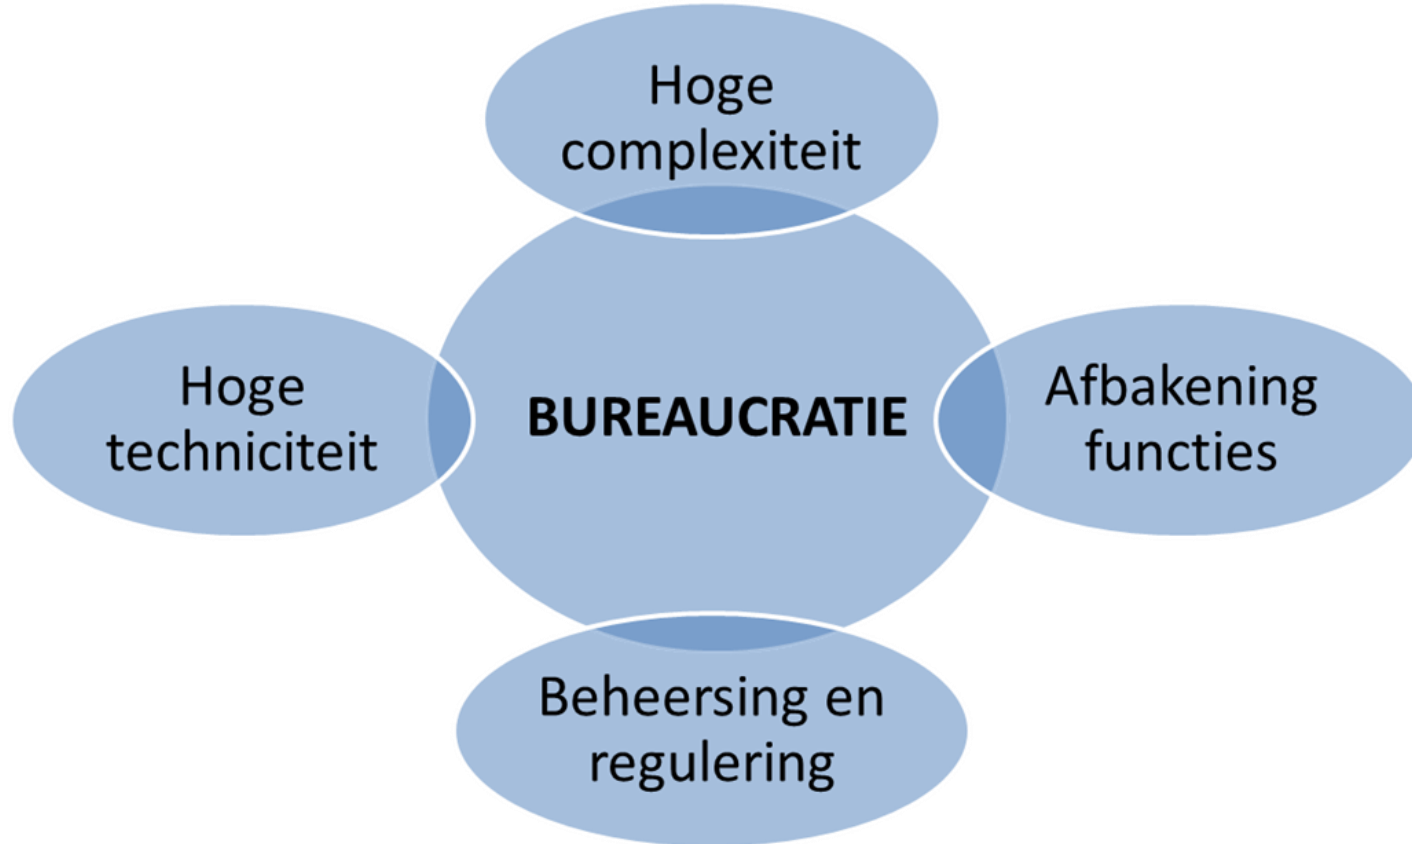 Hoge
complexiteit
Hoge
techniciteit
BUREAUCRATIE
Afbakening
functies
Beheersing en
regulering